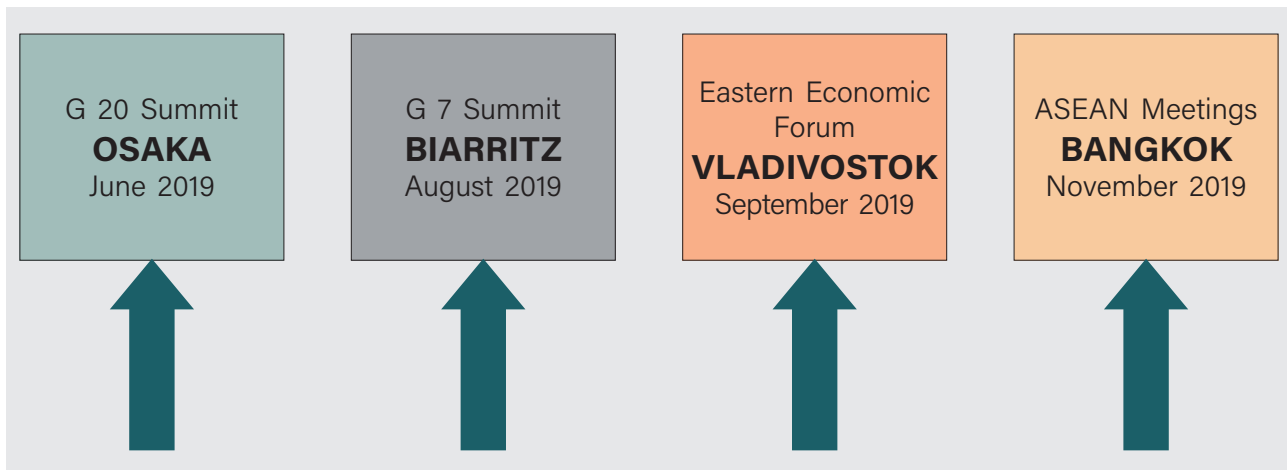 G 20 Summit
OSAKA
June 2019
G 7 Summit
BIARRITZ
August 2019
Eastern Economic
Forum
VLADIVOSTOK
September 2019
ASEAN Meetings
BANGKOK
November 2019